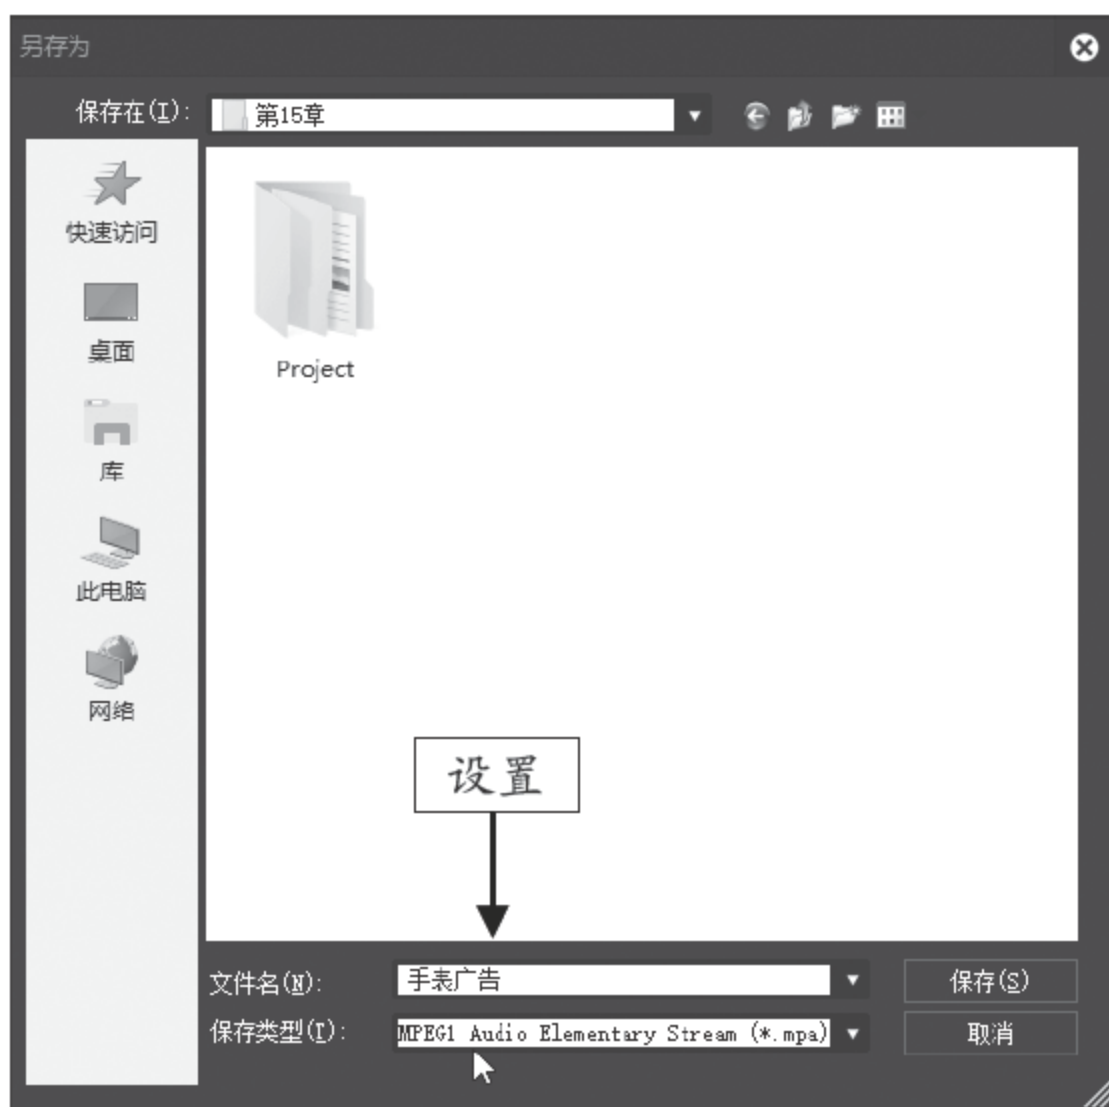 另存为
保存在(I):
第15章
快速访问
桌面
库
此电脑
网络
Project
设置
文件名(N):
手表广告
保存(S)
保存类型(T):
MPEG1 Audio Elementary Stream (*.mpa)
取消